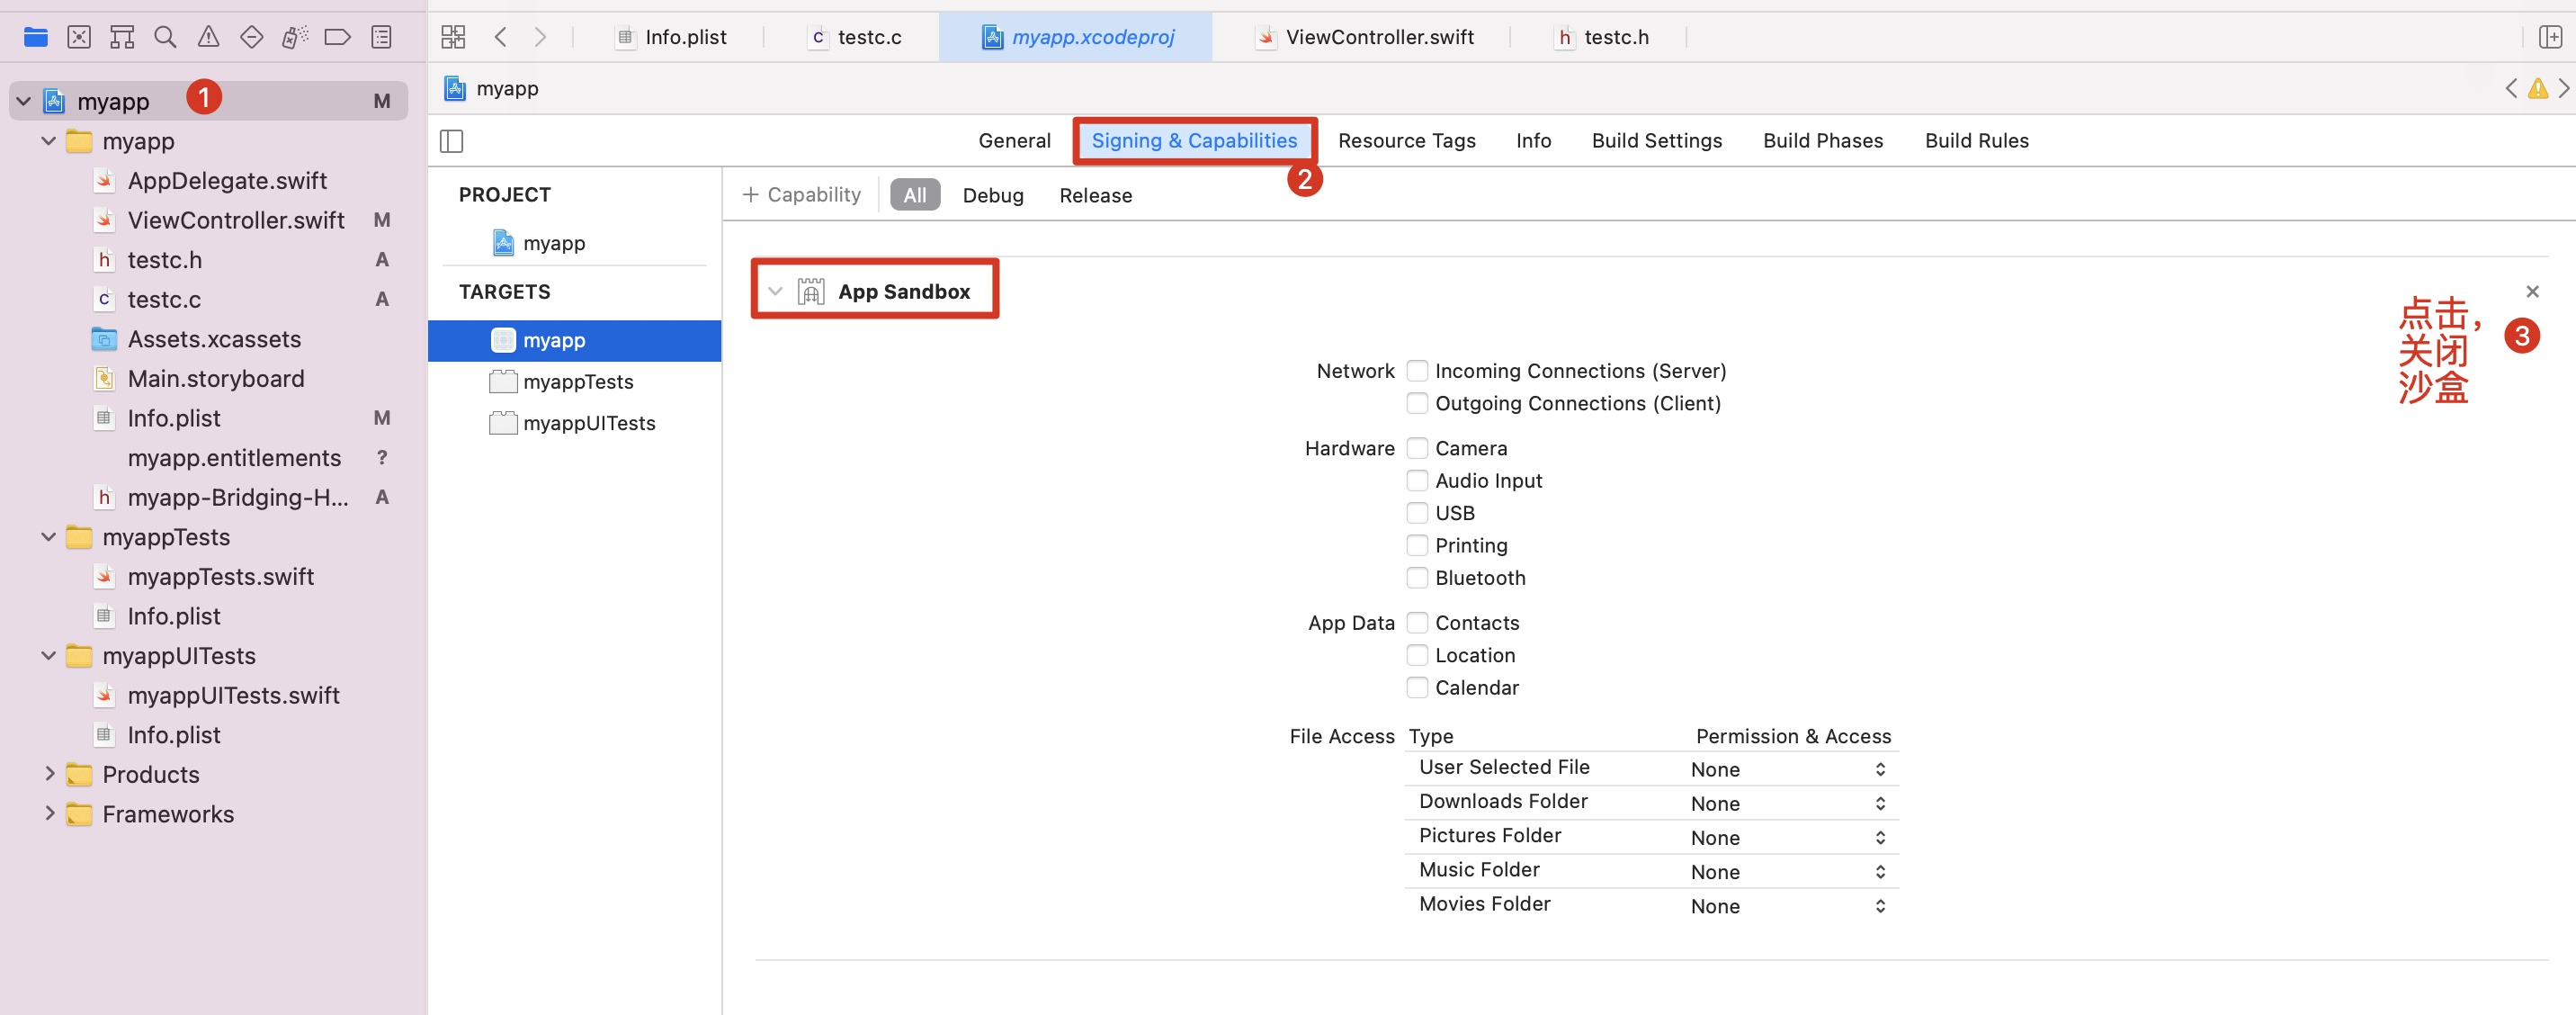 Info.plist
testc.c
myapp.xcodeproj
ViewController.swift
testc.h
myapp 1 M
myapp
AppDelegate.swift
ViewController.swift M
testc.h A
testc.c A
Assets.xcassets
Main.storyboard
Info.plist M
myapp.entitlements ?
myapp-Bridging-H... A
myappTests
myappTests.swift
Info.plist
myappUITests
myappUITests.swift
Info.plist
Products
Frameworks
myapp
General Signing & Capabilities Resource Tags Info Build Settings Build Phases Build Rules
2
PROJECT
myapp
TARGETS
myapp
myappTests
myappUITests
+ Capability All Debug Release
App Sandbox
点击，
关闭
沙盒
3
Network Incoming Connections (Server)
Outgoing Connections (Client)
Hardware Camera
Audio Input
USB
Printing
Bluetooth
App Data Contacts
Location
Calendar
File Access Type Permission & Access
User Selected File None
Downloads Folder None
Pictures Folder None
Music Folder None
Movies Folder None